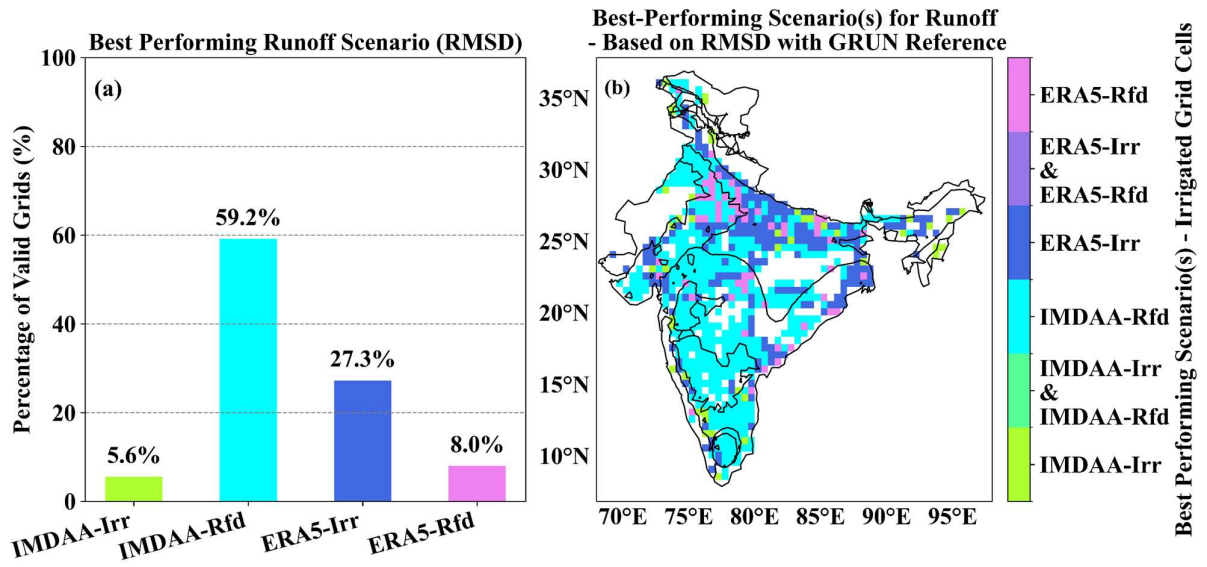 Best Performing Runoff Scenario (RMSD)
(a)
Percentage of Valid Grids (%)
100
80
60
40
20
0
5.6%
59.2%
27.3%
8.0%
IMDAA-Irr
IMDAA-Rfd
ERA5-Irr
ERA5-Rfd
Best-Performing Scenario(s) for Runoff
- Based on RMSD with GRUN Reference
(b)
35°N
30°N
25°N
20°N
15°N
10°N
70°E
75°E
80°E
85°E
90°E
95°E
ERA5-Rfd
ERA5-Irr
&
ERA5-Rfd
ERA5-Irr
IMDAA-Rfd
IMDAA-Irr
&
IMDAA-Rfd
IMDAA-Irr
Best Performing Scenario(s) - Irrigated Grid Cells